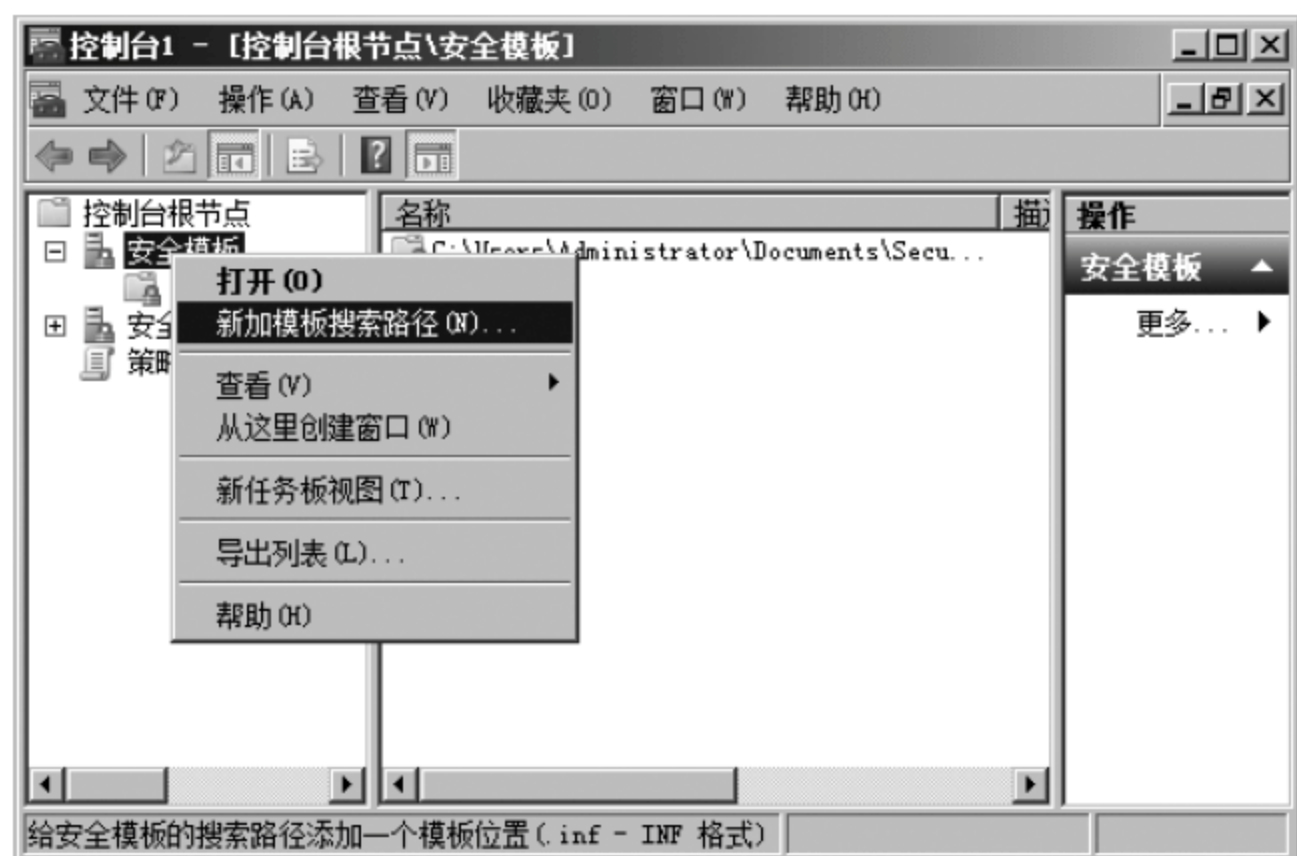 控制台1 - [控制台根节点\安全模板]
文件(F) 操作(A) 查看(V) 收藏夹(O) 窗口(W) 帮助(H)
控制台根节点
安全模板
安全
策略
名称
C:\Users\Administrator\Documents\Secu...
操作
安全模板
更多...
打开(O)
新加模板搜索路径(N)...
查看(V)
从这里创建窗口(W)
新任务板视图(T)...
导出列表(L)...
帮助(H)
给安全模板的搜索路径添加一个模板位置(.inf - INF 格式)